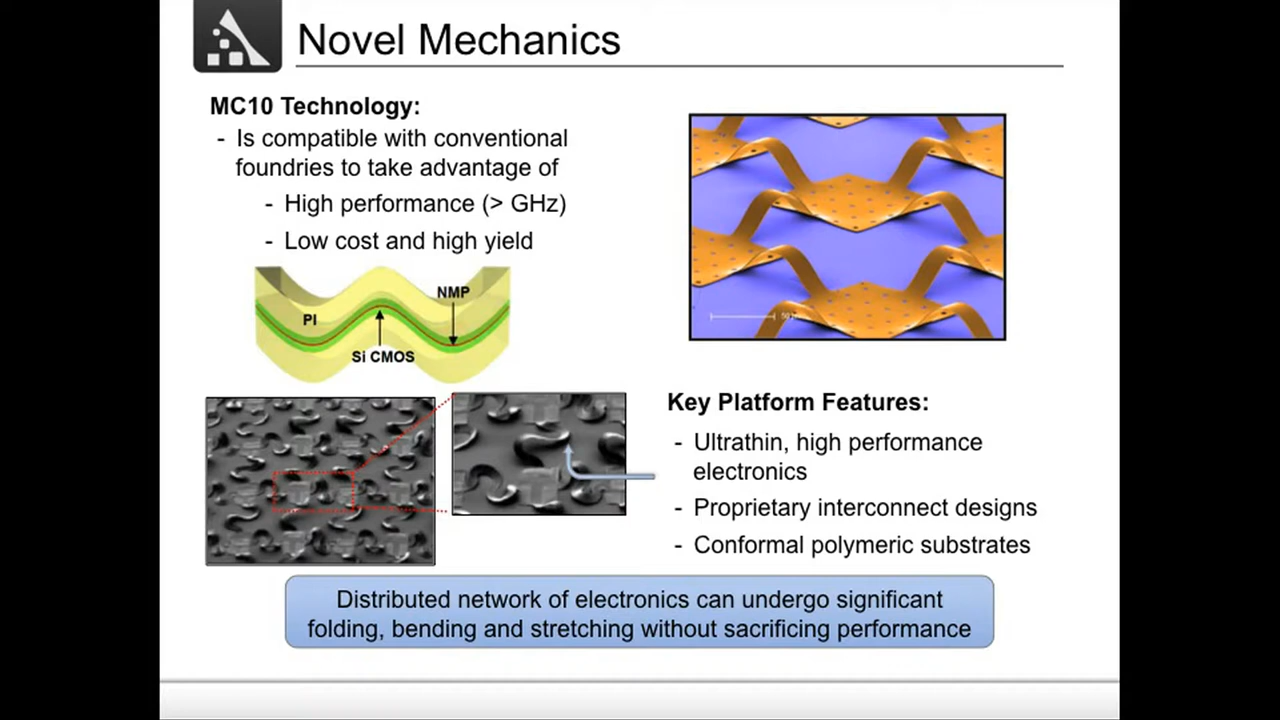 Novel Mechanics
MC10 Technology:
- Is compatible with conventional
foundries to take advantage of
- High performance (> GHz)
- Low cost and high yield
NMP
PI
Si CMOS
Key Platform Features:
- Ultrathin, high performance
electronics
- Proprietary interconnect designs
- Conformal polymeric substrates
Distributed network of electronics can undergo significant
folding, bending and stretching without sacrificing performance